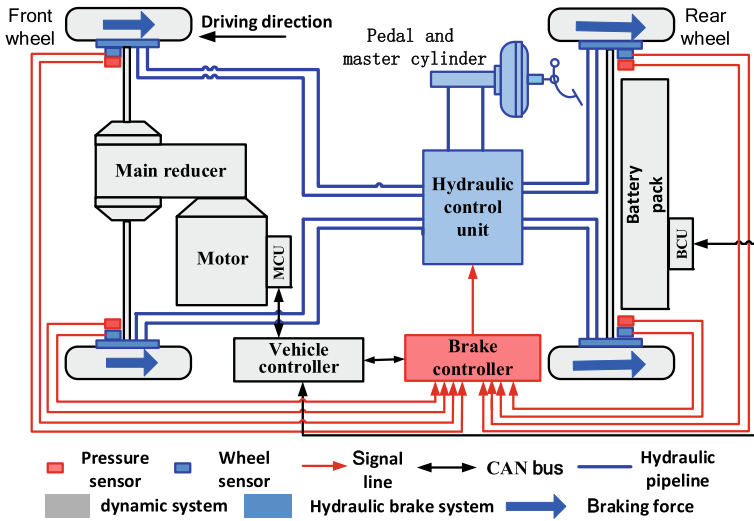 Front
wheel
Driving direction
Pedal and
master cylinder
Rear
wheel
Main reducer
Hydraulic
control
unit
Battery
pack
Motor
MCU
BCU
Vehicle
controller
Brake
controller
Pressure
sensor
Wheel
sensor
Signal
line
CAN bus
Hydraulic
pipeline
dynamic system
Hydraulic brake system
Braking force